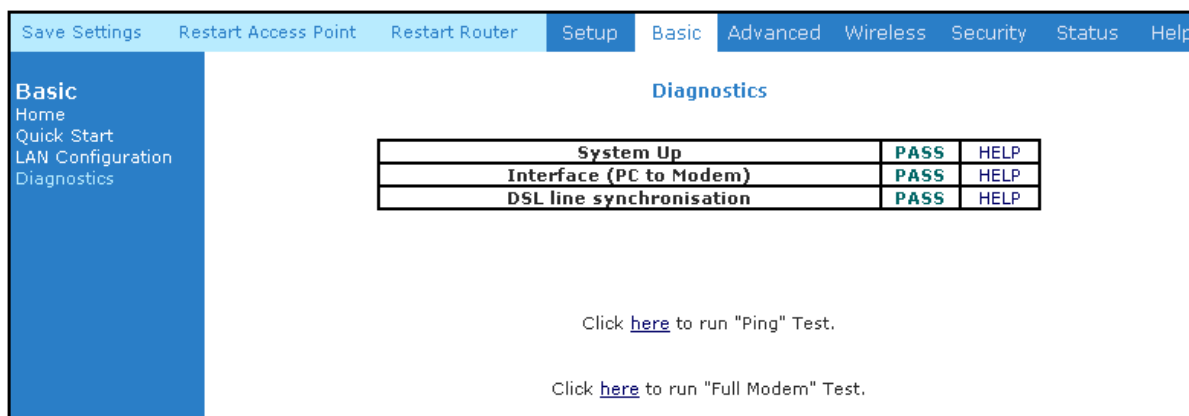 Save Settings Restart Access Point Restart Router Setup Basic Advanced Wireless Security Status Help
Basic
Home
Quick Start
LAN Configuration
Diagnostics
Diagnostics
System Up PASS HELP
Interface (PC to Modem) PASS HELP
DSL line synchronisation PASS HELP
Click here to run "Ping" Test.
Click here to run "Full Modem" Test.